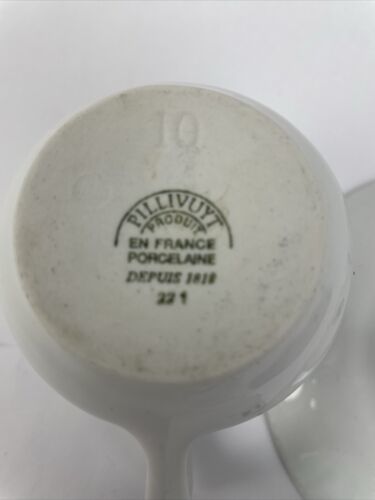 10
PILLIVUYT
PRODUIT
EN FRANCE
PORCELAINE
DEPUIS 1818
221